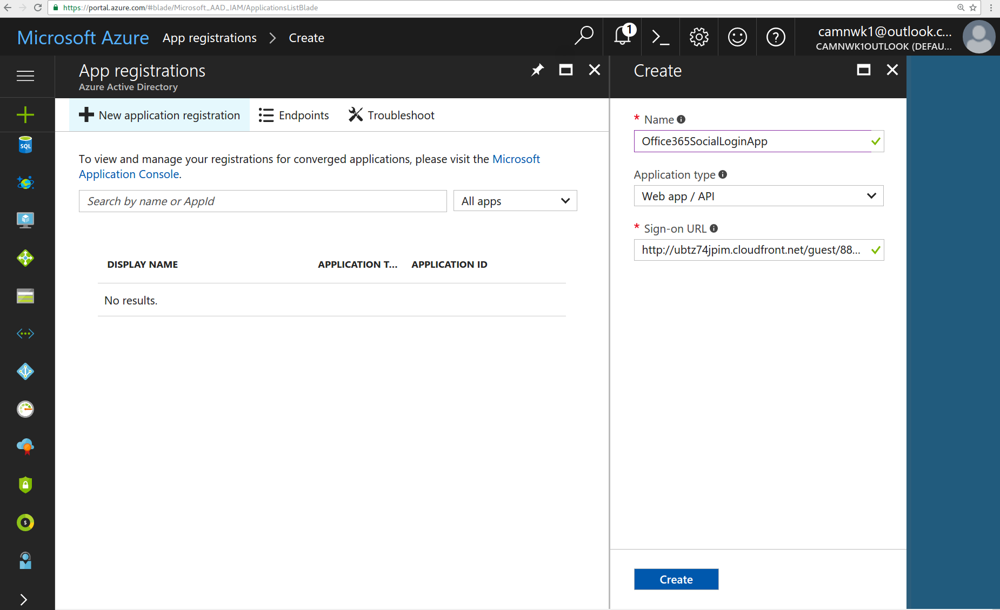 https://portal.azure.com/#blade/Microsoft_AAD_IAM/ApplicationsListBlade
Microsoft Azure App registrations Create
1
camnwk1@outlook.c...
CAMNWK1OUTLOOK (DEFAU...
App registrations
Azure Active Directory
Create
New application registration
Endpoints
Troubleshoot
To view and manage your registrations for converged applications, please visit the Microsoft
Application Console.
Search by name or AppId
All apps
DISPLAY NAME
APPLICATION T...
APPLICATION ID
No results.
* Name
Office365SocialLoginApp
Application type
Web app / API
* Sign-on URL
http://ubtz74jpim.cloudfront.net/guest/88...
Create
SQL
$